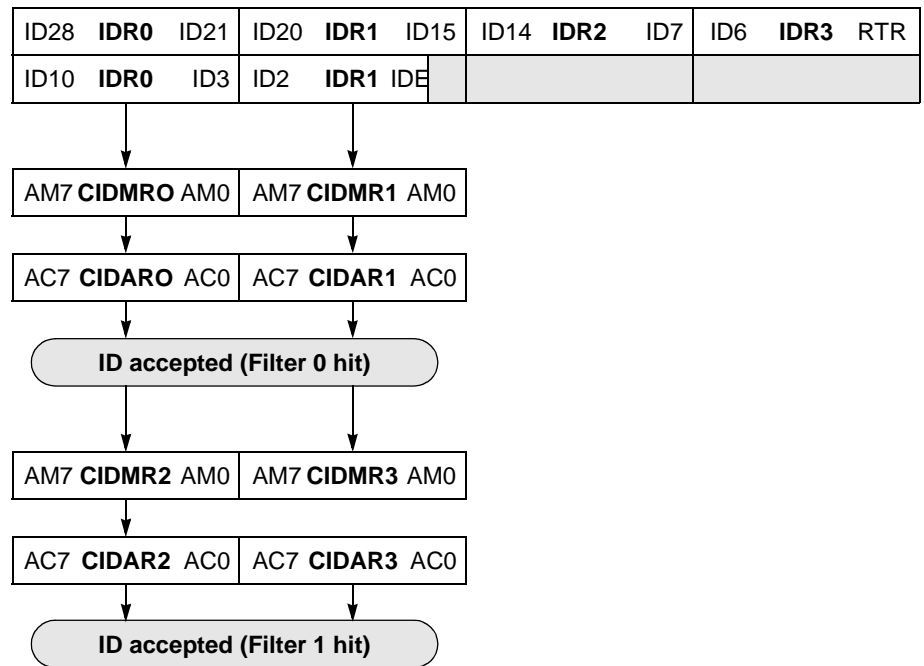 ID28 IDR0 ID21 ID20 IDR1 ID15 ID14 IDR2 ID7 ID6 IDR3 RTR
ID10 IDR0 ID3 ID2 IDR1 IDE
AM7 CIDMRO AM0 AM7 CIDMR1 AM0
AC7 CIDARO AC0 AC7 CIDAR1 AC0
ID accepted (Filter 0 hit)
AM7 CIDMR2 AM0 AM7 CIDMR3 AM0
AC7 CIDAR2 AC0 AC7 CIDAR3 AC0
ID accepted (Filter 1 hit)